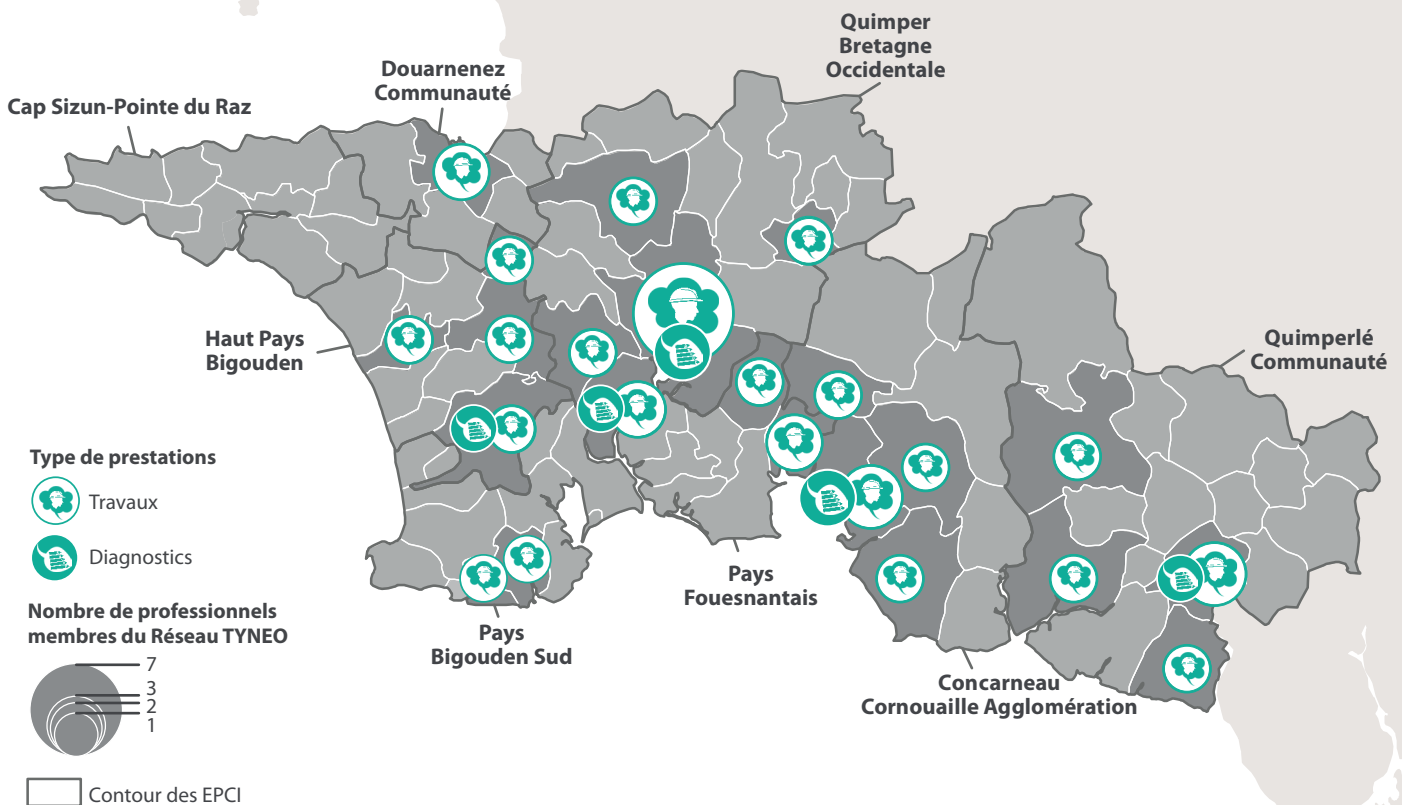 Quimper
Bretagne
Occidentale
Douarnenez
Communauté
Cap Sizun-Pointe du Raz
Haut Pays
Bigouden
Quimperlé
Communauté
Type de prestations
Travaux
Diagnostics
Nombre de professionnels
membres du Réseau TYNEO
7
3
2
1
Contour des EPCI
Pays
Bigouden Sud
Pays
Fouesnantais
Concarneau
Cornouaille Agglomération